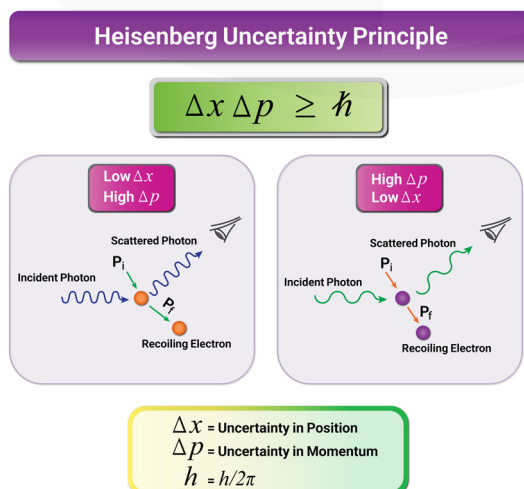 Heisenberg Uncertainty Principle
Δx Δp ≥ ℏ
Low Δx
High Δp
Scattered Photon
Pi
Incident Photon
Pf
Recoiling Electron
High Δp
Low Δx
Scattered Photon
Pi
Incident Photon
Pf
Recoiling Electron
Δx = Uncertainty in Position
Δp = Uncertainty in Momentum
h = h/2π